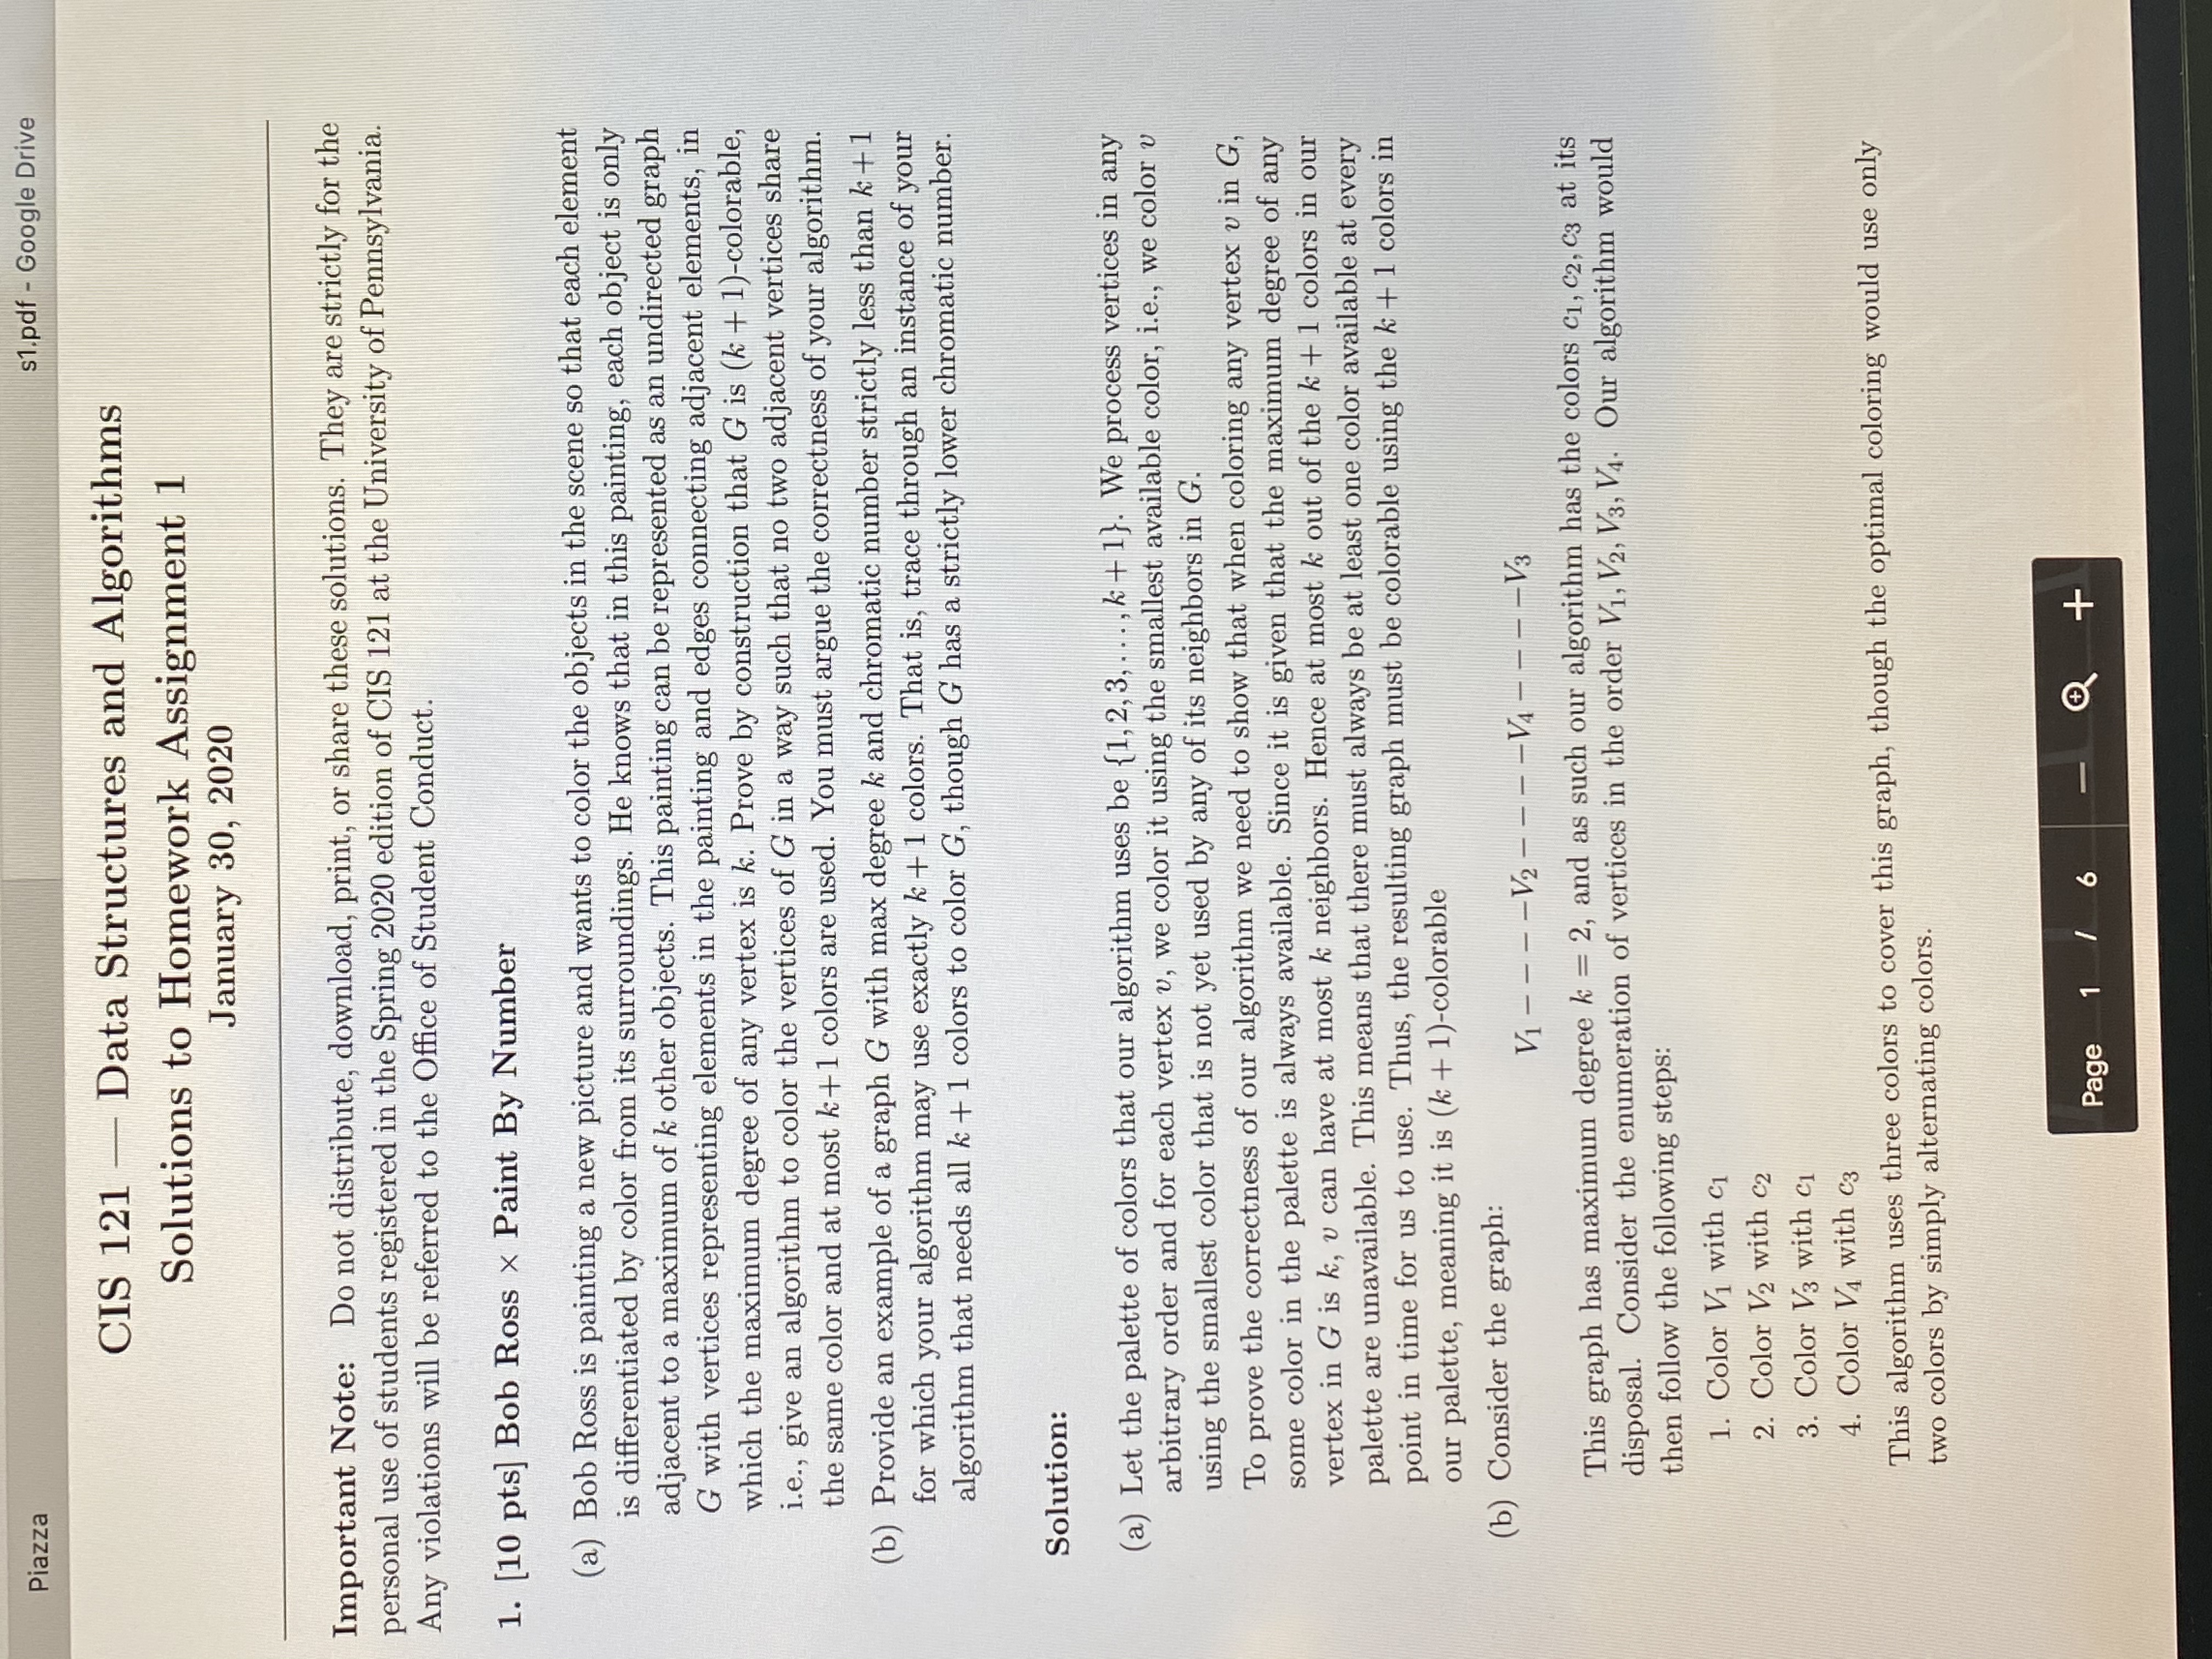 Piazza
s1.pdf - Google Drive
CIS 121 — Data Structures and Algorithms
Solutions to Homework Assignment 1
January 30, 2020
Important Note: Do not distribute, download, print, or share these solutions. They are strictly for the
personal use of students registered in the Spring 2020 edition of CIS 121 at the University of Pennsylvania.
Any violations will be referred to the Office of Student Conduct.
1. [10 pts] Bob Ross × Paint By Number
(a) Bob Ross is painting a new picture and wants to color the objects in the scene so that each element
is differentiated by color from its surroundings. He knows that in this painting, each object is only
adjacent to a maximum of k other objects. This painting can be represented as an undirected graph
G with vertices representing elements in the painting and edges connecting adjacent elements, in
which the maximum degree of any vertex is k. Prove by construction that G is (k + 1)-colorable,
i.e., give an algorithm to color the vertices of G in a way such that no two adjacent vertices share
the same color and at most k+1 colors are used. You must argue the correctness of your algorithm.
(b) Provide an example of a graph G with max degree k and chromatic number strictly less than k+1
for which your algorithm may use exactly k + 1 colors. That is, trace through an instance of your
algorithm that needs all k + 1 colors to color G, though G has a strictly lower chromatic number.
Solution:
(a) Let the palette of colors that our algorithm uses be {1, 2, 3, . . . , k + 1}. We process vertices in any
arbitrary order and for each vertex v, we color it using the smallest available color, i.e., we color v
using the smallest color that is not yet used by any of its neighbors in G.
To prove the correctness of our algorithm we need to show that when coloring any vertex v in G,
some color in the palette is always available. Since it is given that the maximum degree of any
vertex in G is k, v can have at most k neighbors. Hence at most k out of the k + 1 colors in our
palette are unavailable. This means that there must always be at least one color available at every
point in time for us to use. Thus, the resulting graph must be colorable using the k + 1 colors in
our palette, meaning it is (k + 1)-colorable
(b) Consider the graph:
V₁ − − − −V₂ − − − −V₄ − − − −V₃
This graph has maximum degree k = 2, and as such our algorithm has the colors c₁, c₂, c₃ at its
disposal. Consider the enumeration of vertices in the order V₁, V₂, V₃, V₄. Our algorithm would
then follow the following steps:
1. Color V₁ with c₁
2. Color V₂ with c₂
3. Color V₃ with c₁
4. Color V₄ with c₃
This algorithm uses three colors to cover this graph, though the optimal coloring would use only
two colors by simply alternating colors.
Page 1 / 6